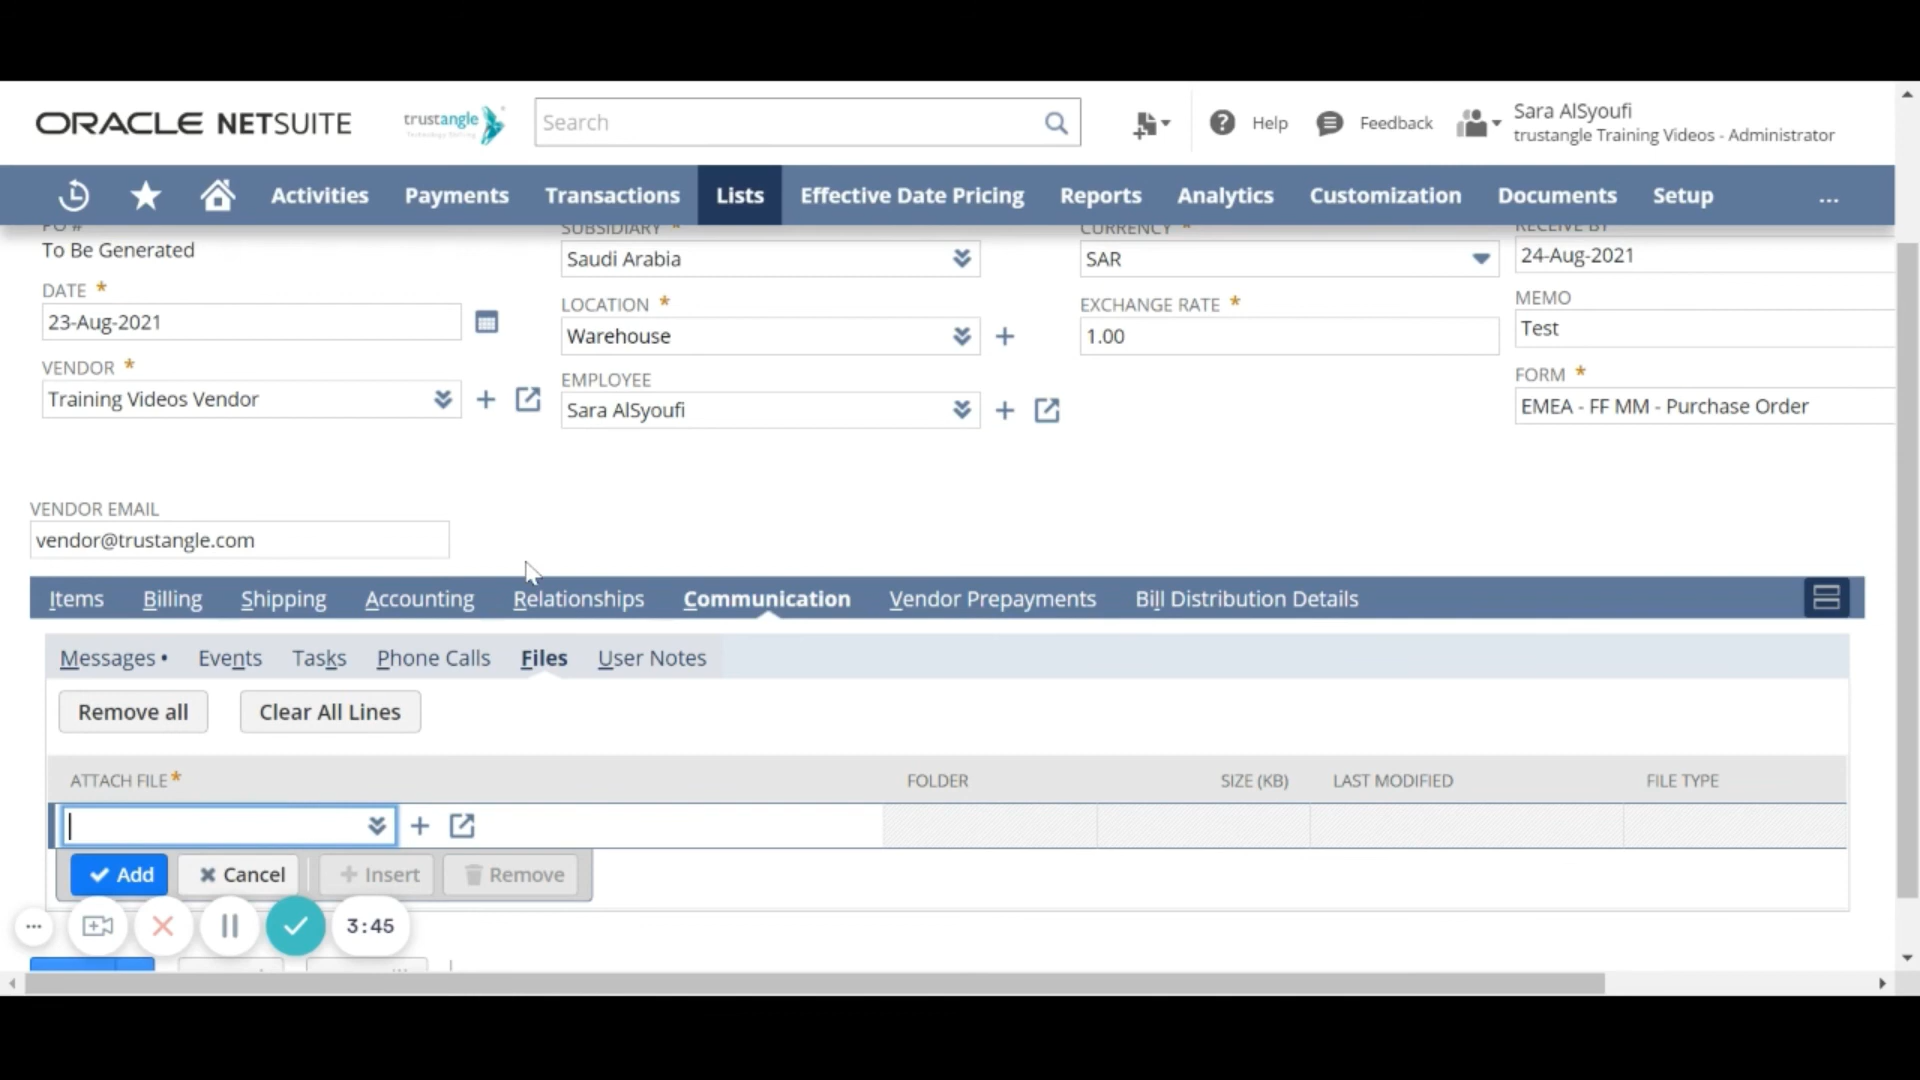 ORACLE NETSUITE
trustangle
Search
Help
Feedback
Sara AlSyoufi
trustangle Training Videos - Administrator
Activities
Payments
Transactions
Lists
Effective Date Pricing
Reports
Analytics
Customization
Documents
Setup
...
PO #
To Be Generated
SUBSIDIARY *
Saudi Arabia
CURRENCY *
SAR
RECEIVE BY
24-Aug-2021
DATE *
23-Aug-2021
LOCATION *
Warehouse
EXCHANGE RATE *
1.00
MEMO
Test
VENDOR *
Training Videos Vendor
EMPLOYEE
Sara AlSyoufi
FORM *
EMEA - FF MM - Purchase Order
VENDOR EMAIL
vendor@trustangle.com
Items
Billing
Shipping
Accounting
Relationships
Communication
Vendor Prepayments
Bill Distribution Details
Messages •
Events
Tasks
Phone Calls
Files
User Notes
Remove all
Clear All Lines
ATTACH FILE *
FOLDER
SIZE (KB)
LAST MODIFIED
FILE TYPE
Add
Cancel
Insert
Remove
3:45